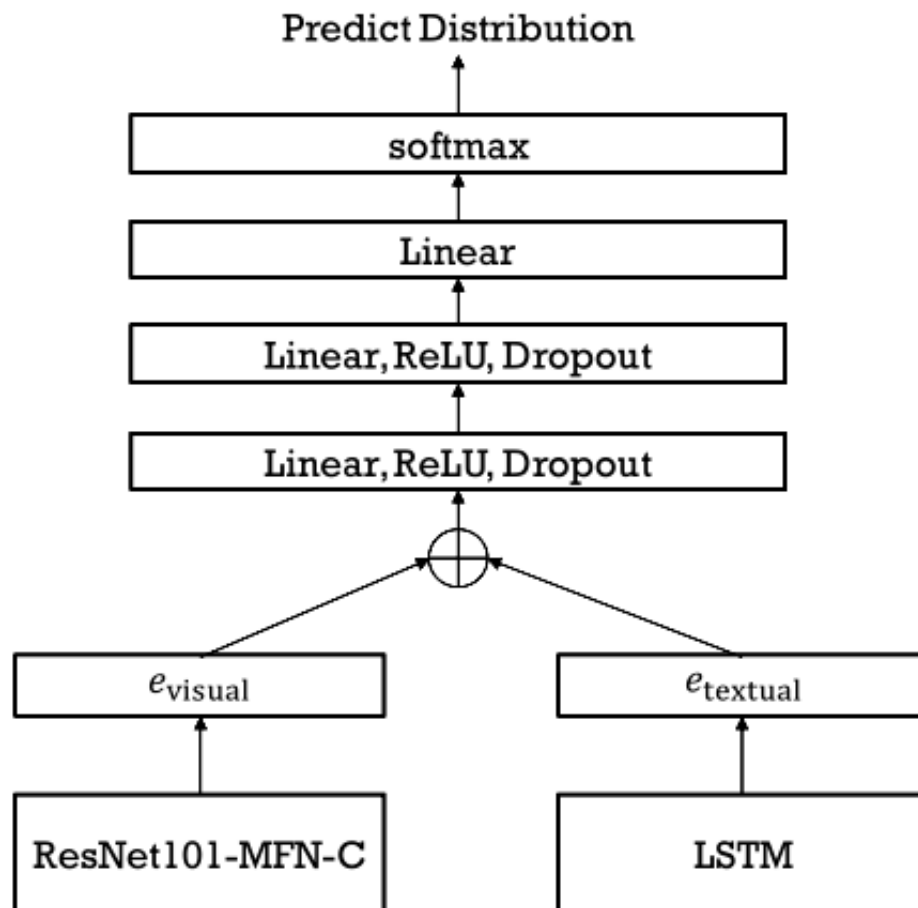 Predict Distribution
softmax
Linear
Linear, ReLU, Dropout
Linear, ReLU, Dropout
e_visual
e_textual
ResNet101-MFN-C
LSTM